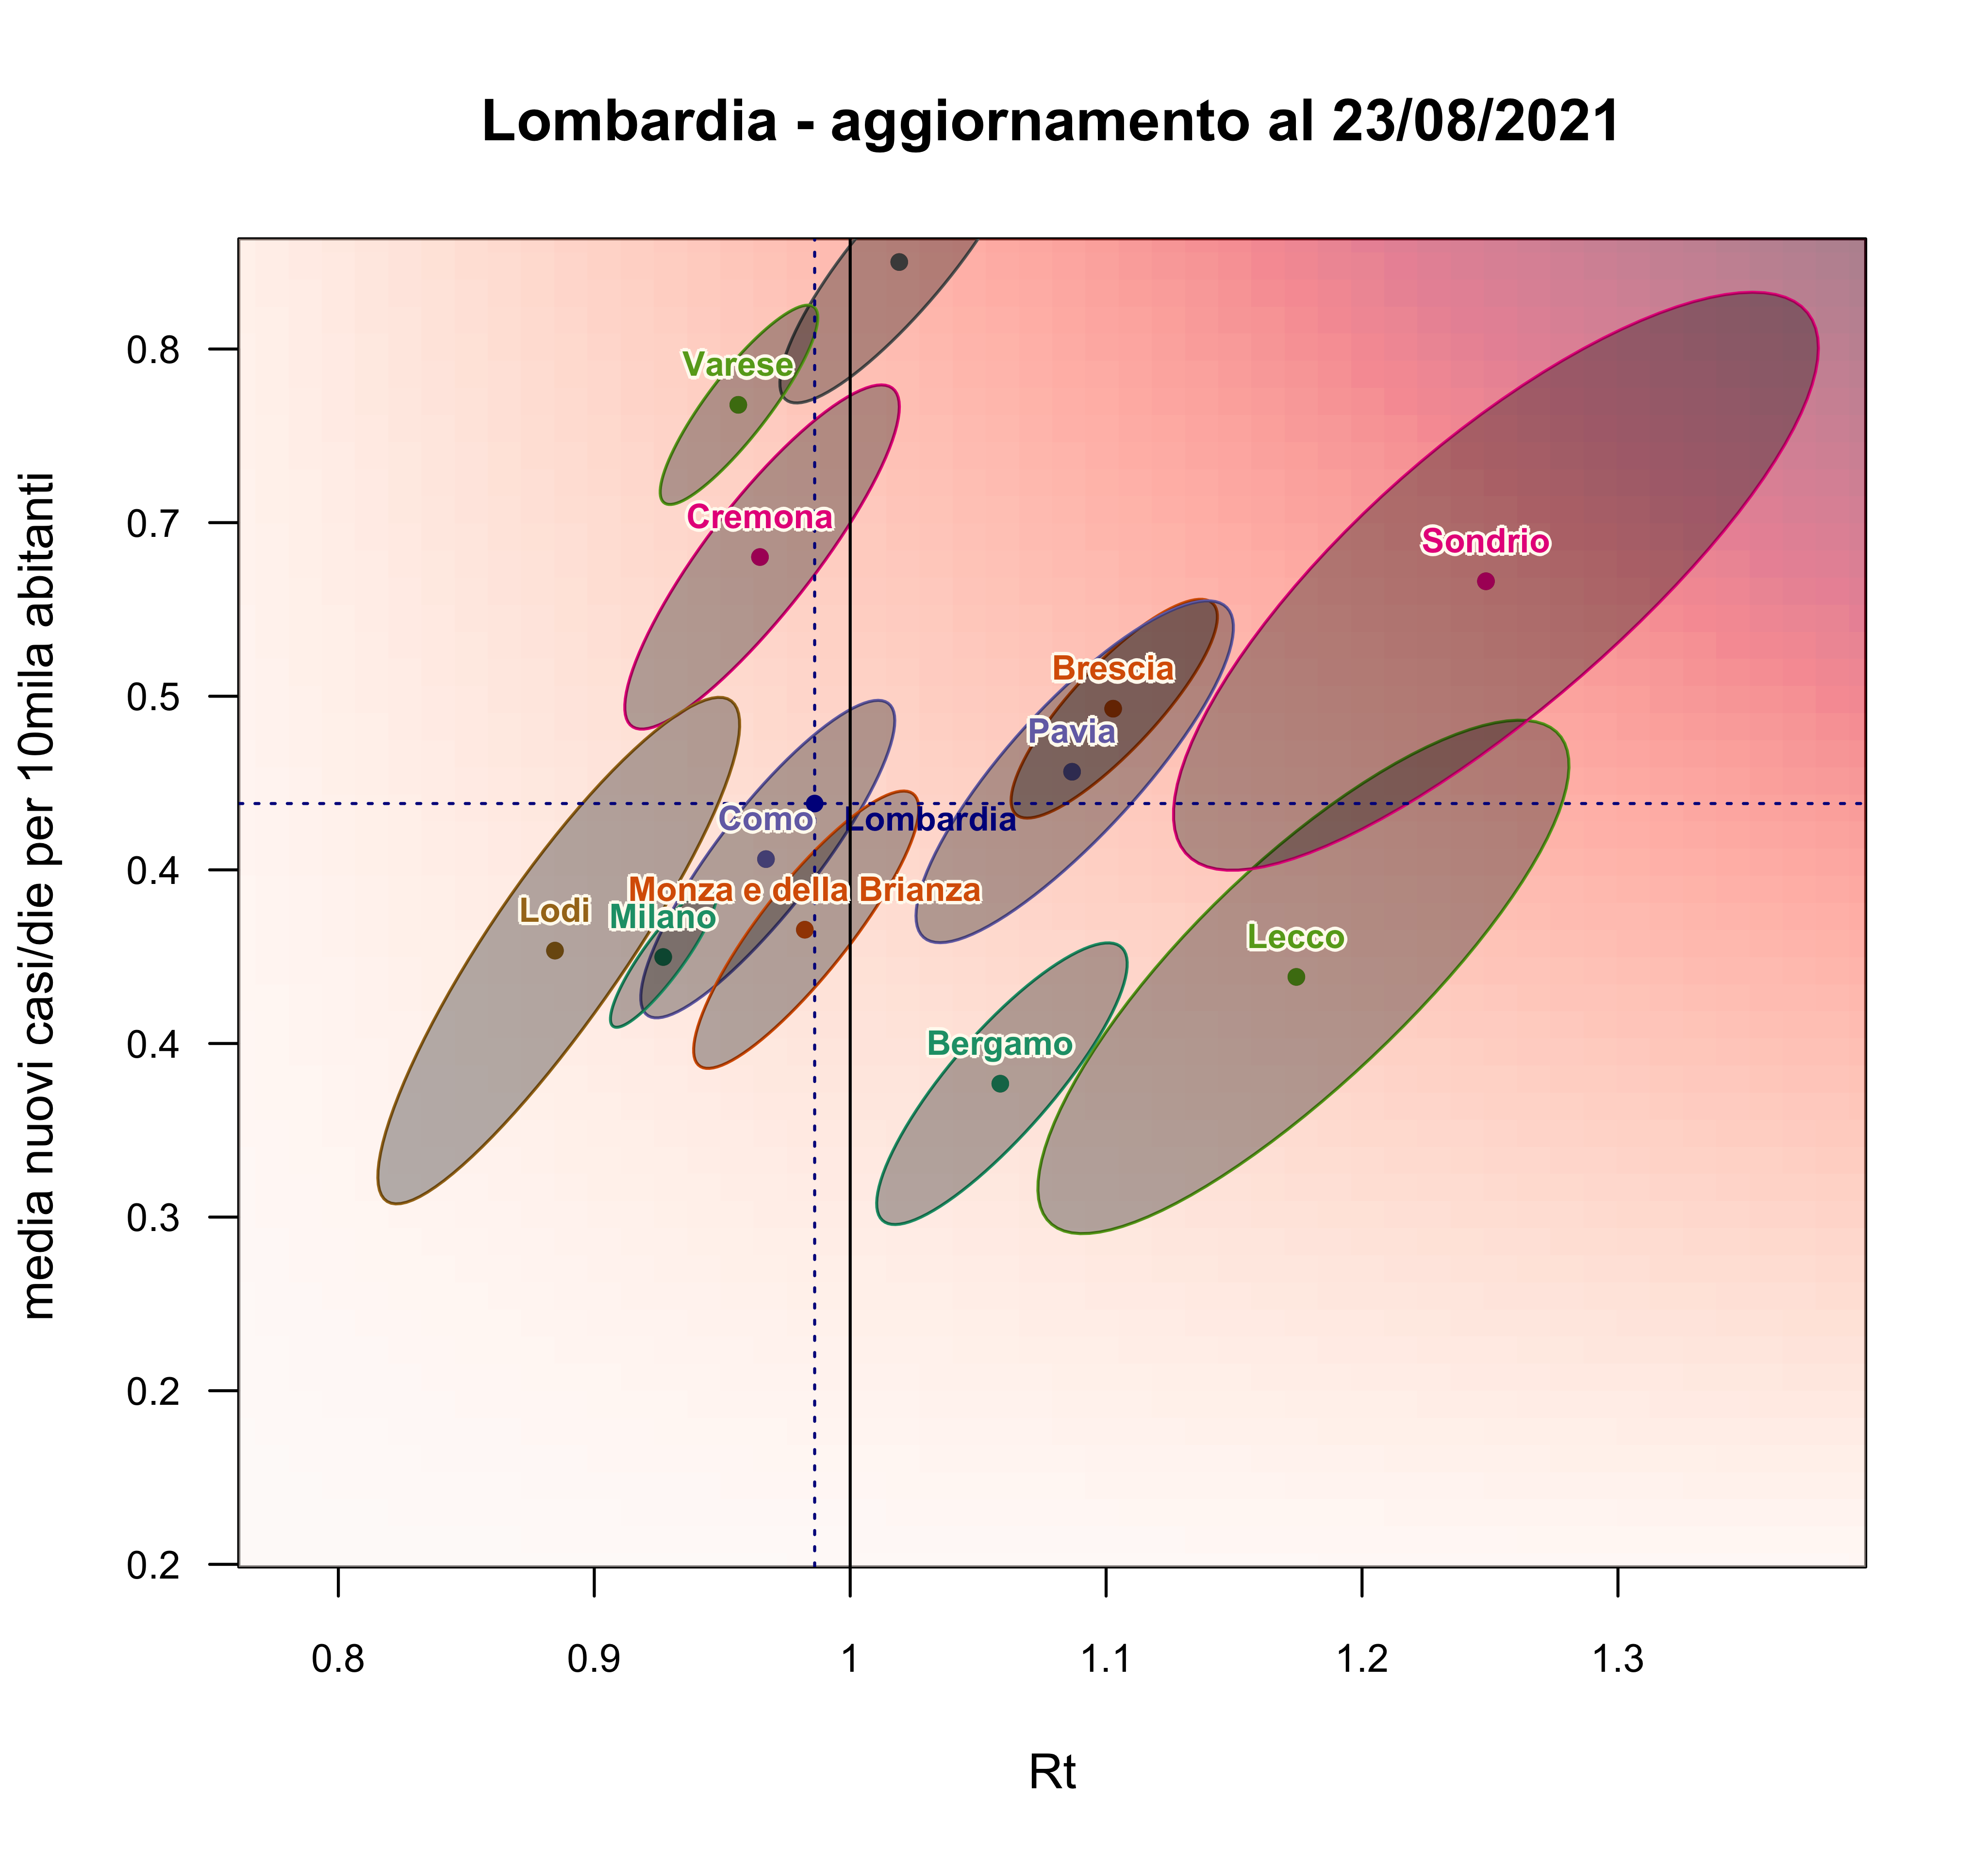 Lombardia - aggiornamento al 23/08/2021
media nuovi casi/die per 10mila abitanti
0.8
0.7
0.5
0.4
0.4
0.3
0.2
0.2
Varese
Cremona
Sondrio
Brescia
Pavia
Como
Lombardia
Monza e della Brianza
Lodi
Milano
Lecco
Bergamo
0.8
0.9
1
1.1
1.2
1.3
Rt